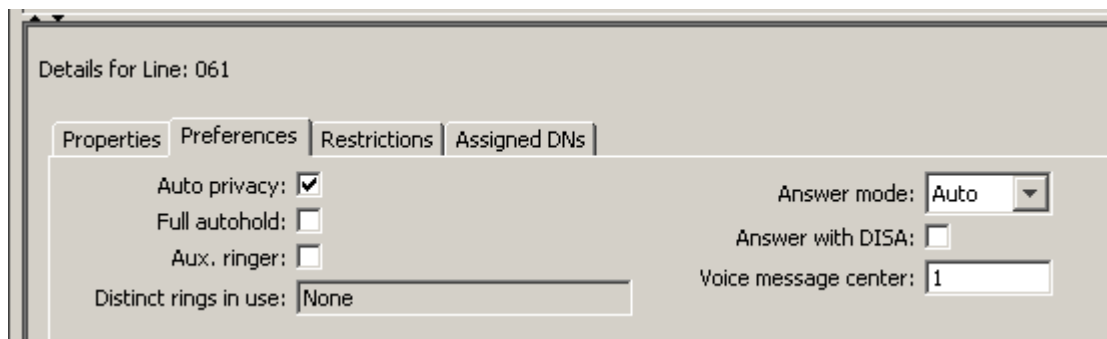 Details for Line: 061
Properties Preferences Restrictions Assigned DNs
Auto privacy:
Full autohold:
Aux. ringer:
Distinct rings in use: None
Answer mode: Auto
Answer with DISA:
Voice message center: 1